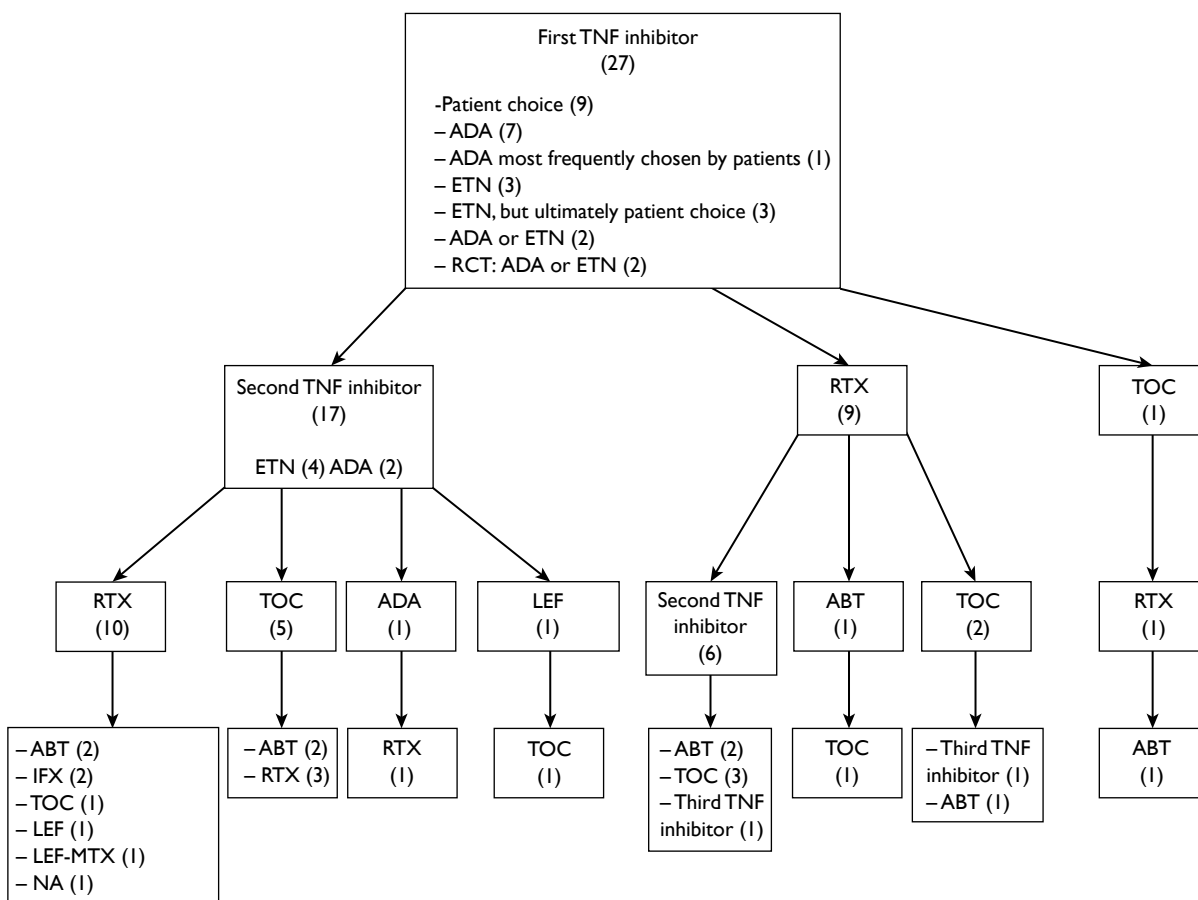 First TNF inhibitor
(27)
-Patient choice (9)
– ADA (7)
– ADA most frequently chosen by patients (1)
– ETN (3)
– ETN, but ultimately patient choice (3)
– ADA or ETN (2)
– RCT: ADA or ETN (2)
Second TNF inhibitor
(17)
ETN (4) ADA (2)
RTX
(9)
TOC
(1)
RTX
(10)
TOC
(5)
ADA
(1)
LEF
(1)
Second TNF
inhibitor
(6)
ABT
(1)
TOC
(2)
RTX
(1)
– ABT (2)
– IFX (2)
– TOC (1)
– LEF (1)
– LEF-MTX (1)
– NA (1)
– ABT (2)
– RTX (3)
RTX
(1)
TOC
(1)
– ABT (2)
– TOC (3)
– Third TNF
inhibitor (1)
TOC
(1)
– Third TNF
inhibitor (1)
– ABT (1)
ABT
(1)